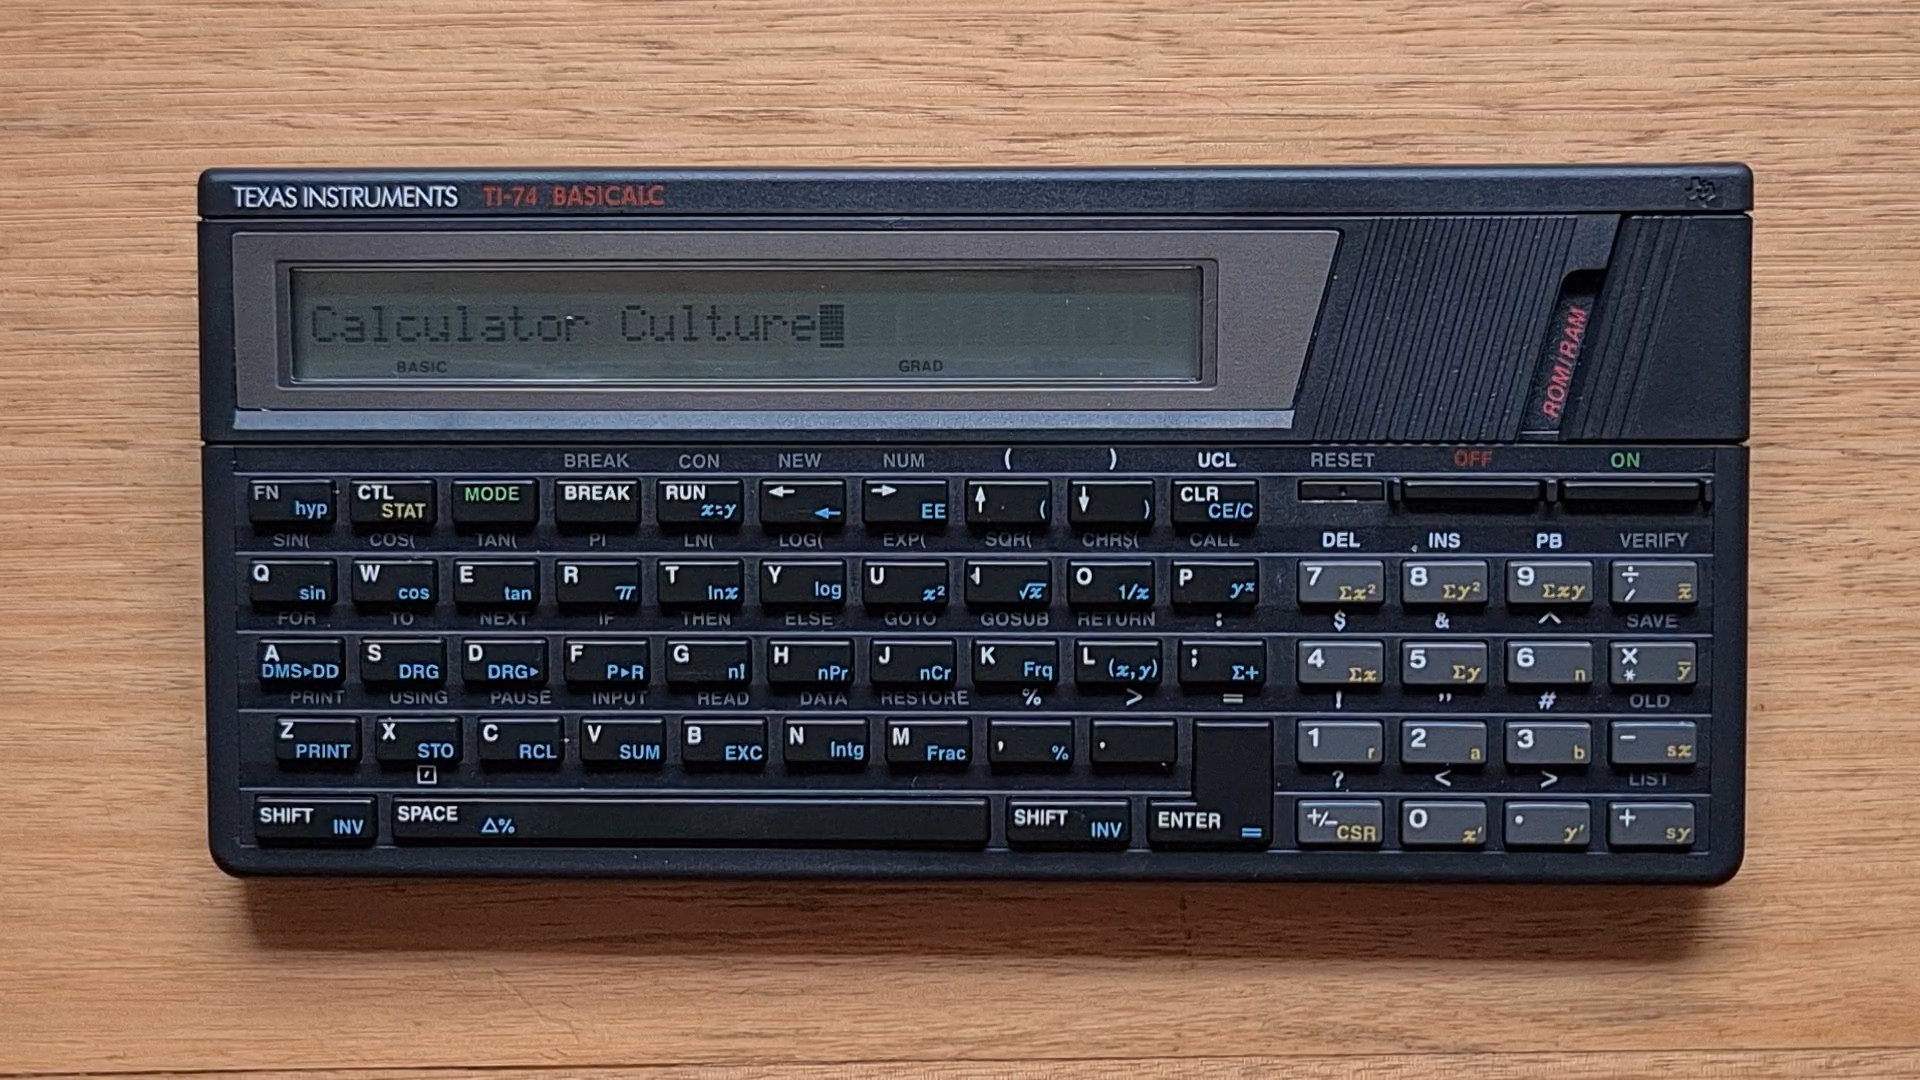 TEXAS INSTRUMENTS TI-74 BASICALC
Calculator Culture
BASIC GRAD
ROM/RAM
BREAK CON NEW NUM ( ) UCL RESET OFF ON
FN hyp CTL STAT MODE BREAK RUN x⇄y ← ← → EE ↑ ( ↓ ) CLR CE/C
SIN( COS( TAN( PI LN( LOG( EXP( SQR( CHR$( CALL DEL INS PB VERIFY
Q sin W cos E tan R π T lnx Y log U x² I √x O 1/x P yˣ 7 Σx² 8 Σy² 9 Σxy ÷ / x̅
FOR TO NEXT IF THEN ELSE GOTO GOSUB RETURN : $ & ^ SAVE
A DMS▸DD S DRG D DRG▸ F P▸R G n! H nPr J nCr K Frq L (x,y) ; Σ+ 4 Σx 5 Σy 6 n X * y̅
PRINT USING PAUSE INPUT READ DATA RESTORE % > = ! " # OLD
Z PRINT X STO C RCL V SUM B EXC N Intg M Frac , % . 1 r 2 a 3 b − sx
? < > LIST
SHIFT INV SPACE Δ% SHIFT INV ENTER = +/− CSR 0 x' . y' + sy